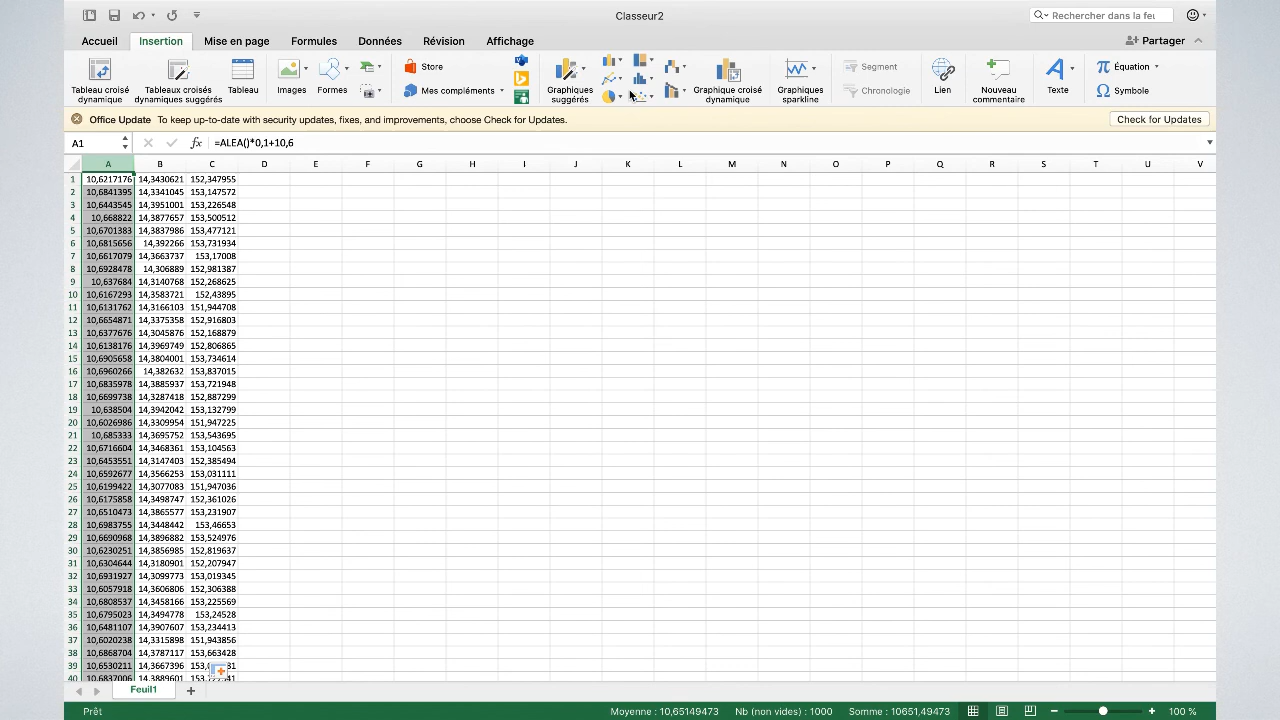 Classeur2
Rechercher dans la feu
Accueil Insertion Mise en page Formules Données Révision Affichage
Partager
Store
Segment
Equation
Tableau croisé dynamique
Tableaux croisés dynamiques suggérés
Tableau
Images
Formes
Mes compléments
Graphiques suggérés
Graphique croisé dynamique
Graphiques sparkline
Chronologie
Lien
Nouveau commentaire
Texte
Symbole
Office Update To keep up-to-date with security updates, fixes, and improvements, choose Check for Updates.
Check for Updates
A1 fx =ALEA()*0,1+10,6
A B C D E F G H I J K L M N O P Q R S T U V
1 10,6217176 14,3430621 152,347955
2 10,6841395 14,3341045 153,147572
3 10,6443545 14,3951001 153,226548
4 10,668822 14,3877657 153,500512
5 10,6701383 14,3837986 153,477121
6 10,6815656 14,392266 153,731934
7 10,6617079 14,3663737 153,17008
8 10,6928478 14,306889 152,981387
9 10,637684 14,3140768 152,268625
10 10,6167293 14,3583721 152,43895
11 10,6131762 14,3166103 151,944708
12 10,6654871 14,3375358 152,916803
13 10,6377676 14,3045876 152,168879
14 10,6138176 14,3969749 152,806865
15 10,6905658 14,3804001 153,734614
16 10,6960266 14,382632 153,837015
17 10,6835978 14,3885937 153,721948
18 10,6699738 14,3287418 152,887299
19 10,638504 14,3942042 153,132799
20 10,6026986 14,3309954 151,947225
21 10,685333 14,3695752 153,543695
22 10,6716604 14,3468361 153,104563
23 10,6453551 14,3147403 152,385494
24 10,6592677 14,3566253 153,031111
25 10,6199422 14,3077083 151,947036
26 10,6175858 14,3498747 152,361026
27 10,6510473 14,3865577 153,231907
28 10,6983755 14,3448442 153,46653
29 10,6690968 14,3896882 153,524976
30 10,6230251 14,3856985 152,819637
31 10,6304644 14,3180901 152,207947
32 10,6931927 14,3099773 153,019345
33 10,6057918 14,3606806 152,306388
34 10,6808537 14,3458166 153,225569
35 10,6795023 14,3494778 153,24528
36 10,6481107 14,3907607 153,234413
37 10,6020238 14,3315898 151,943856
38 10,6868704 14,3787117 153,663428
39 10,6530211 14,3667396
40 10,6837006 14,3889601
Feuil1
Prêt Moyenne : 10,65149473 Nb (non vides) : 1000 Somme : 10651,49473 100 %